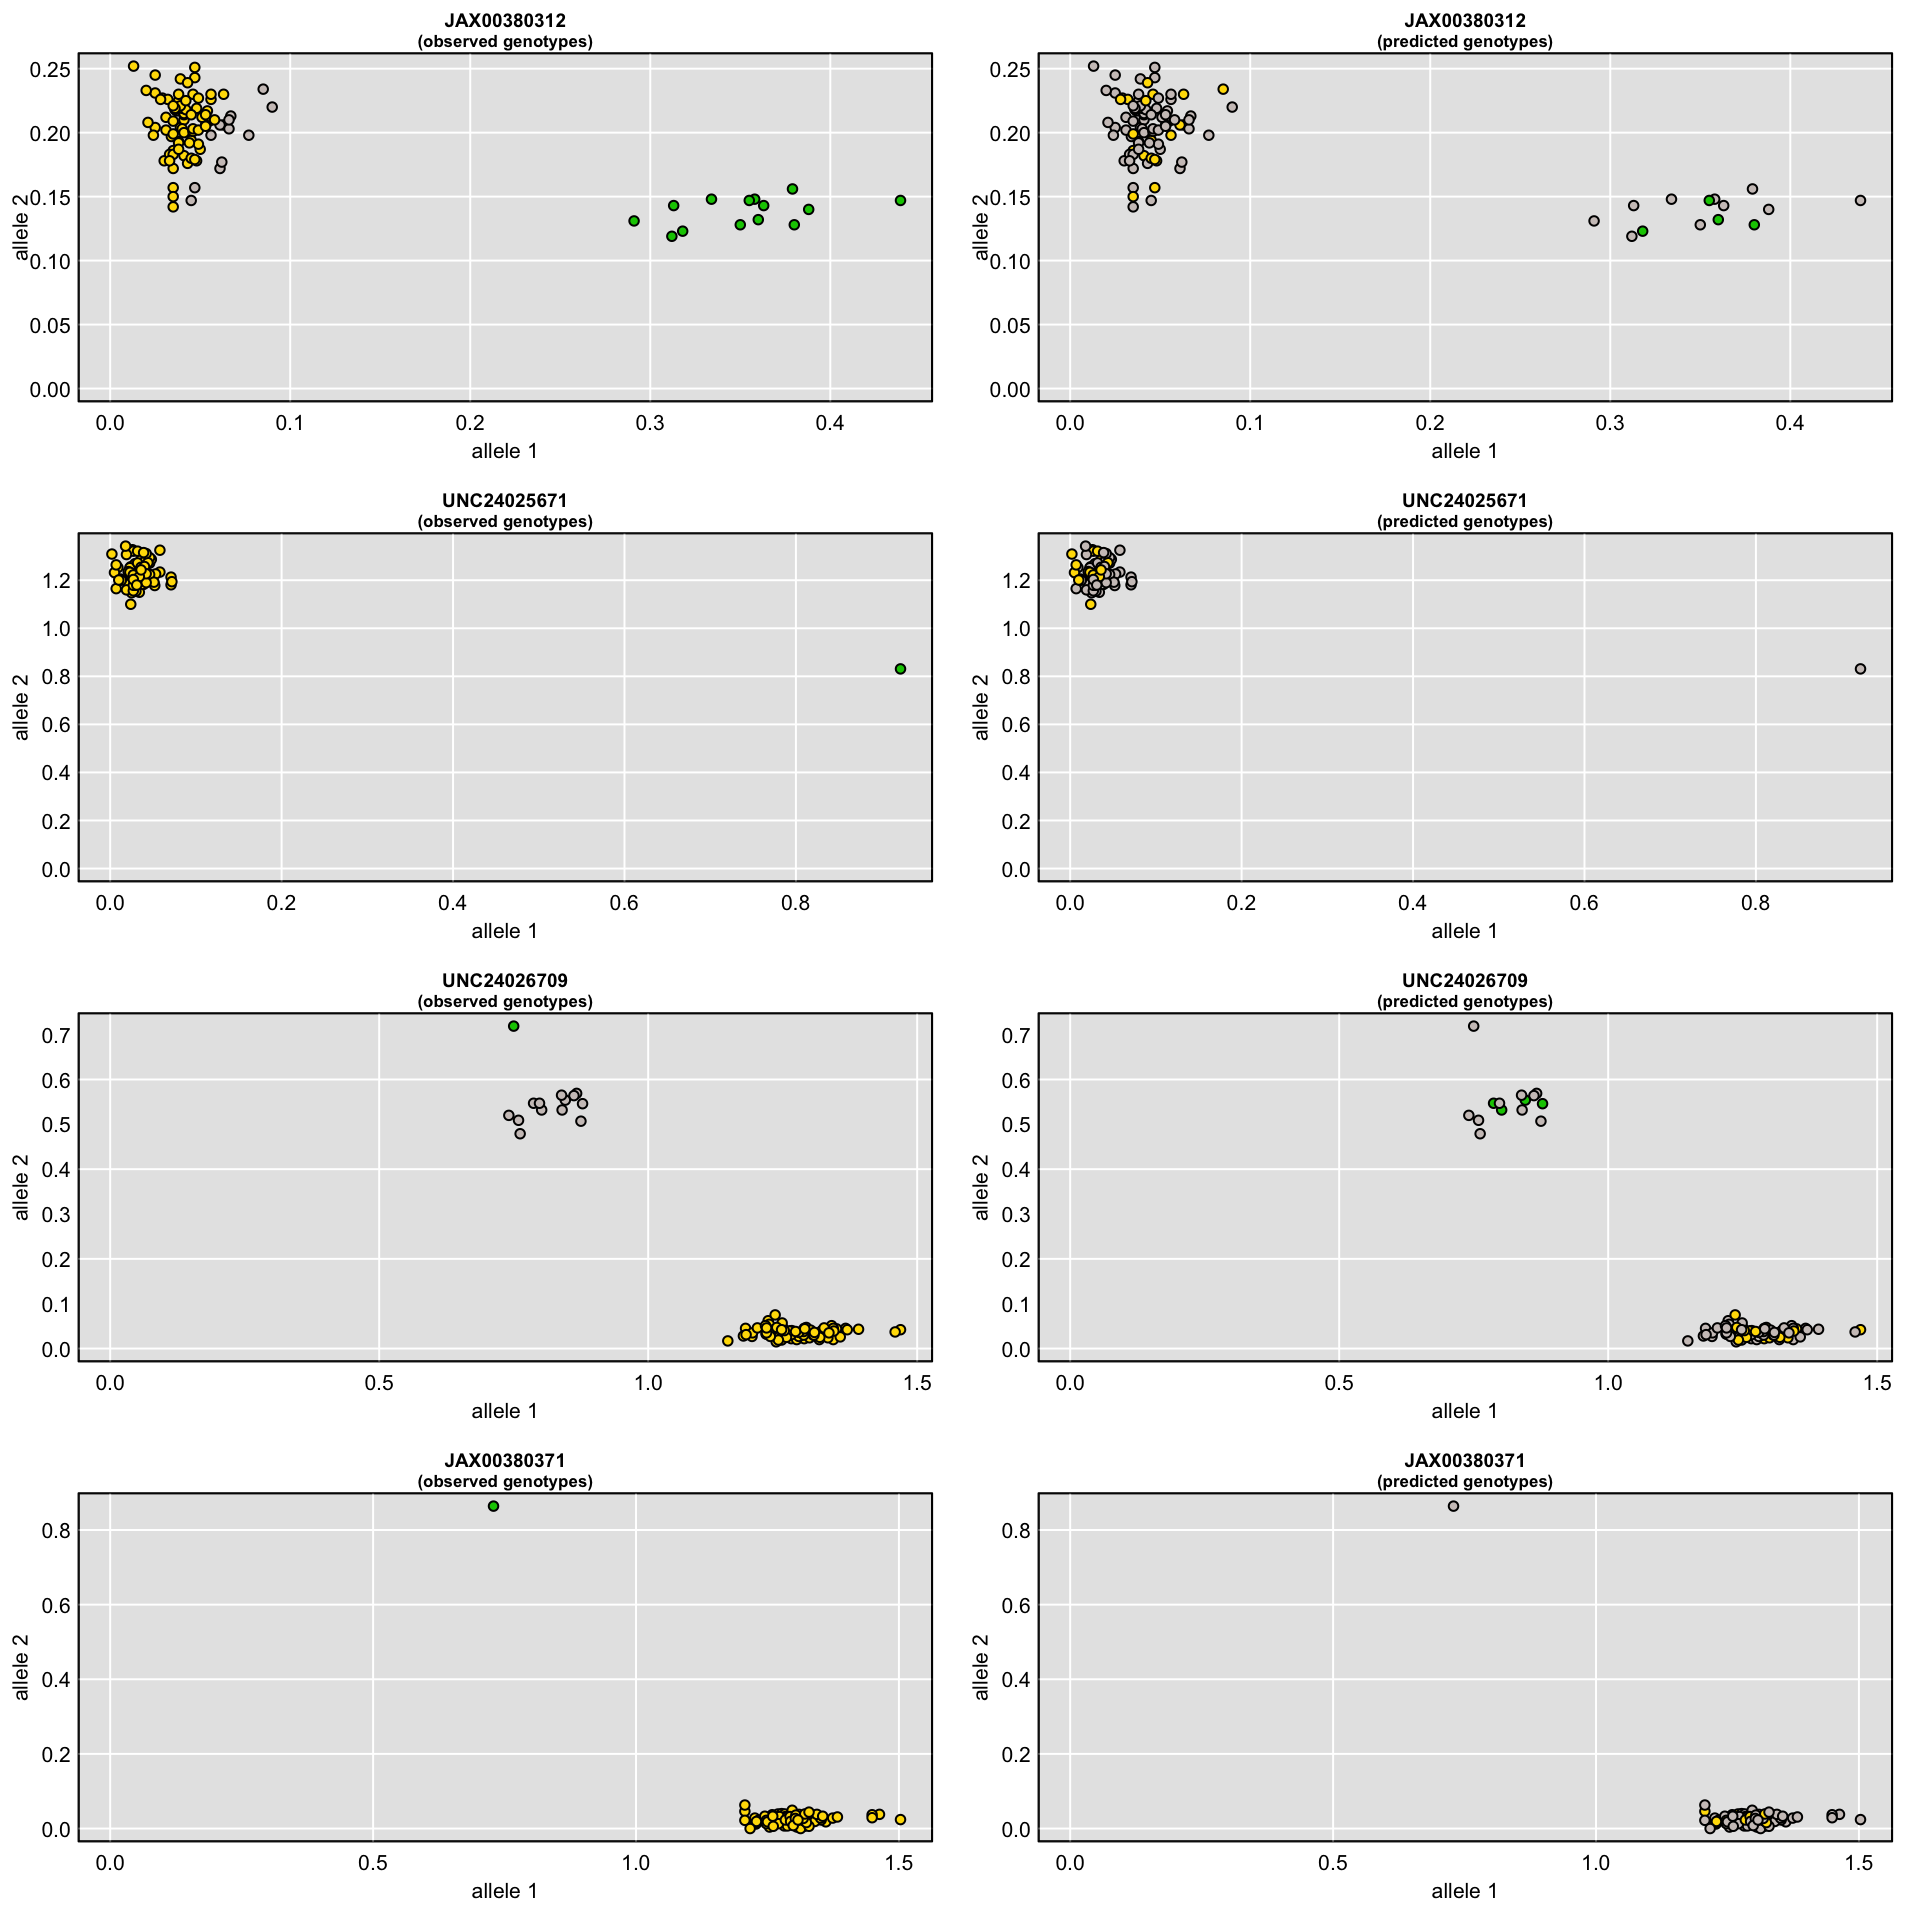 JAX00380312
(observed genotypes)
0.25
0.20
0.15
0.10
0.05
0.00
allele 2
0.0 0.1 0.2 0.3 0.4
allele 1
JAX00380312
(predicted genotypes)
0.25
0.20
0.15
0.10
0.05
0.00
allele 2
0.0 0.1 0.2 0.3 0.4
allele 1
UNC24025671
(observed genotypes)
1.2
1.0
0.8
0.6
0.4
0.2
0.0
allele 2
0.0 0.2 0.4 0.6 0.8
allele 1
UNC24025671
(predicted genotypes)
1.2
1.0
0.8
0.6
0.4
0.2
0.0
allele 2
0.0 0.2 0.4 0.6 0.8
allele 1
UNC24026709
(observed genotypes)
0.7
0.6
0.5
0.4
0.3
0.2
0.1
0.0
allele 2
0.0 0.5 1.0 1.5
allele 1
UNC24026709
(predicted genotypes)
0.7
0.6
0.5
0.4
0.3
0.2
0.1
0.0
allele 2
0.0 0.5 1.0 1.5
allele 1
JAX00380371
(observed genotypes)
0.8
0.6
0.4
0.2
0.0
allele 2
0.0 0.5 1.0 1.5
allele 1
JAX00380371
(predicted genotypes)
0.8
0.6
0.4
0.2
0.0
allele 2
0.0 0.5 1.0 1.5
allele 1